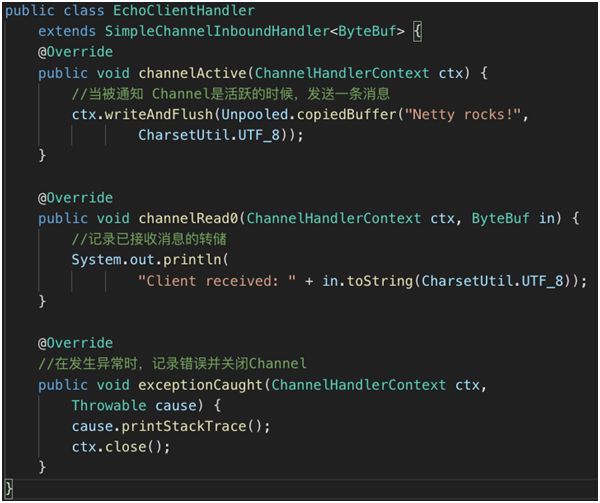 public class EchoClientHandler
    extends SimpleChannelInboundHandler<ByteBuf> {
    @Override
    public void channelActive(ChannelHandlerContext ctx) {
        //当被通知 Channel是活跃的时候，发送一条消息
        ctx.writeAndFlush(Unpooled.copiedBuffer("Netty rocks!",
                CharsetUtil.UTF_8));
    }

    @Override
    public void channelRead0(ChannelHandlerContext ctx, ByteBuf in) {
        //记录已接收消息的转储
        System.out.println(
                "Client received: " + in.toString(CharsetUtil.UTF_8));
    }

    @Override
    //在发生异常时，记录错误并关闭Channel
    public void exceptionCaught(ChannelHandlerContext ctx,
        Throwable cause) {
        cause.printStackTrace();
        ctx.close();
    }
}